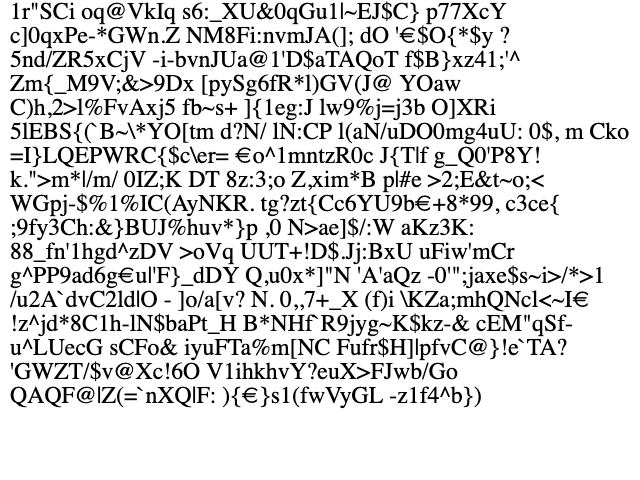 1r"SCi oq@VkIq s6:_XU&0qGu1l~EJ$C} p77XcY
c]0qxPe-*GWn.Z NM8Fi:nvmJA(]; dO '€$O{*$y ?
5nd/ZR5xCjV -i-bvnJUa@1'D$aTAQoT f$B}xz41;'^
Zm{_M9V;&>9Dx [pySg6fR*l)GV(J@ YOaw
C)h,2>l%FvAxj5 fb~s+ ]{1eg:J lw9%j=j3b O]XRi
5lEBS{(`B~\*YO[tm d?N/ lN:CP l(aN/uDO0mg4uU: 0$, m Cko
=I}LQEPWRC{$c\er= €o^1mntzR0c J{T|f g_Q0'P8Y!
k.">m*|/m/ 0IZ;K DT 8z:3;o Z,xim*B p|#e >2;E&t~o;<
WGpj-$%1%IC(AyNKR. tg?zt{Cc6YU9b€+8*99, c3ce{
;9fy3Ch:&}BUJ%huv*}p ,0 N>ae]$/:W aKz3K:
88_fn'1hgd^zDV >oVq UUT+!D$.Jj:BxU uFiw'mCr
g^PP9ad6g€u|'F}_dDY Q,u0x*]"N 'A'aQz -0'";jaxe$s~i>/*>1
/u2A`dvC2ld|O - ]o/a[v? N. 0,,7+_X (f)i \KZa;mhQNcl<~I€
!z^jd*8C1h-lN$baPt_H B*NHf`R9jyg~K$kz-& cEM"qSf-
u^LUecG sCFo& iyuFTa%m[NC Fufr$H]|pfvC@}!e`TA?
'GWZT/$v@Xc!6O V1ihkhvY?euX>FJwb/Go
QAQF@|Z(=`nXQ|F: ){€}s1(fwVyGL -z1f4^b})